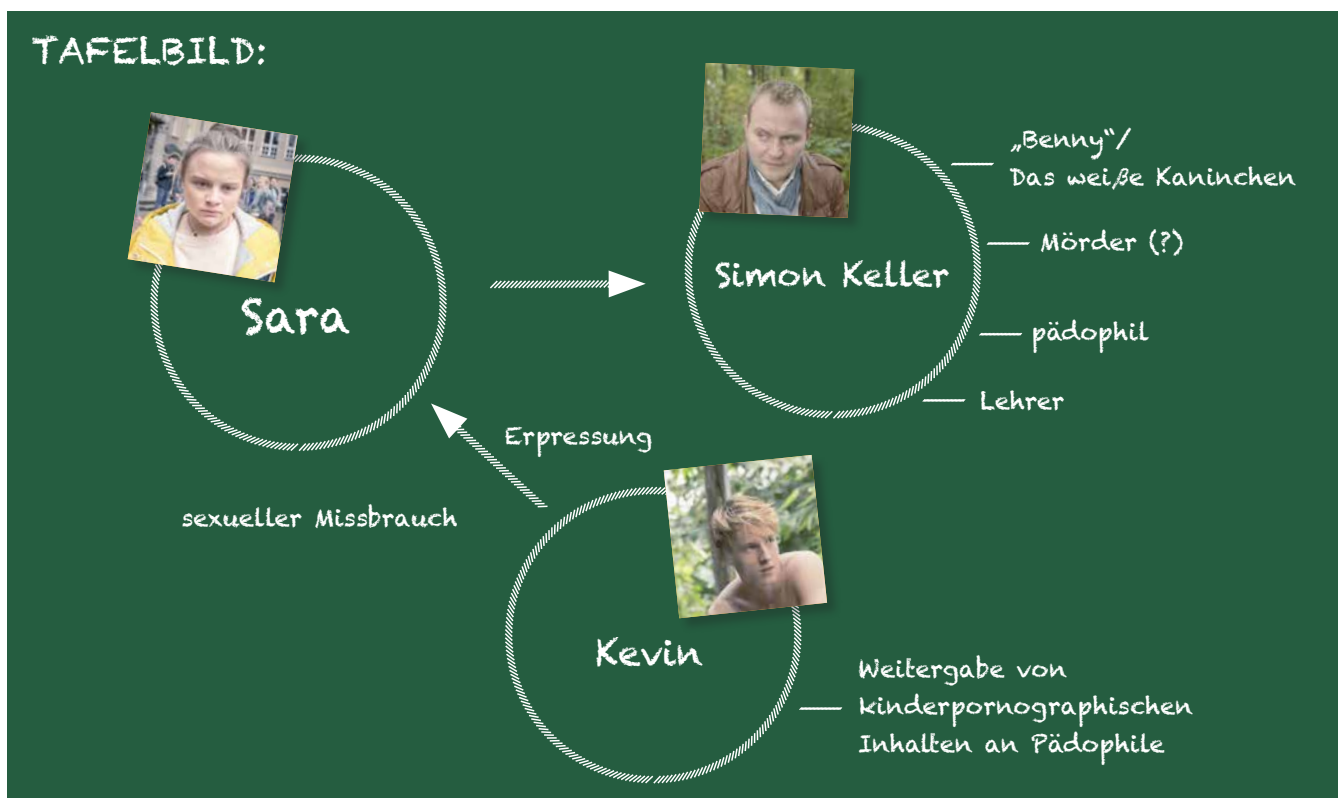 TAFELBILD:
„Benny“/
Das weiße Kaninchen
Mörder (?)
Simon Keller
Sara
pädophil
Lehrer
Erpressung
sexueller Missbrauch
Kevin
Weitergabe von
kinderpornographischen
Inhalten an Pädophile